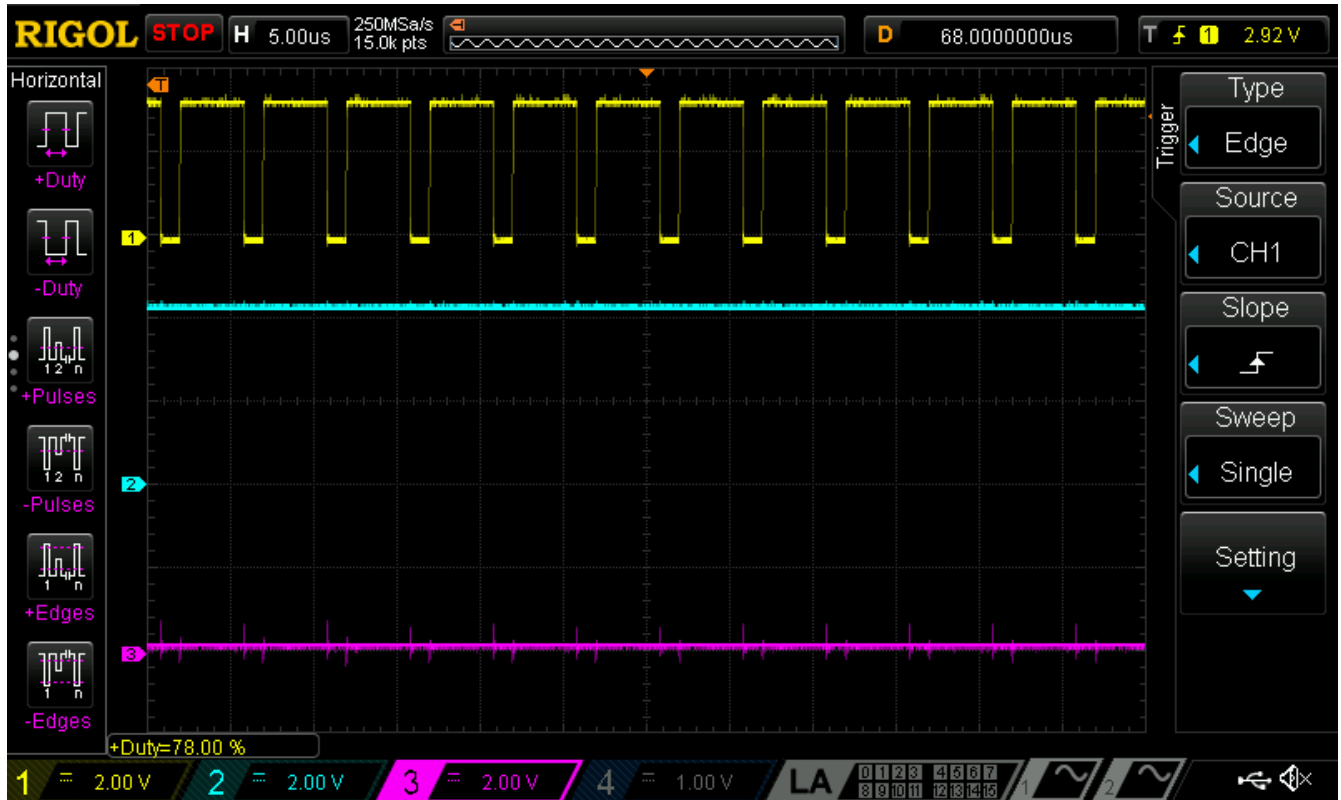 RIGOL STOP H 5.00us 250MSa/s 15.0k pts D 68.0000000us T 1 2.92 V
Horizontal
T
+Duty
-Duty
1 2 n
+Pulses
1 2 n
-Pulses
1 n
+Edges
1 n
-Edges
1
2
3
Trigger
Type
Edge
Source
CH1
Slope
Sweep
Single
Setting
+Duty=78.00 %
1 2.00 V 2 2.00 V 3 2.00 V 4 1.00 V LA 0 1 2 3 4 5 6 7 1 2
8 9 10 11 12 13 14 15